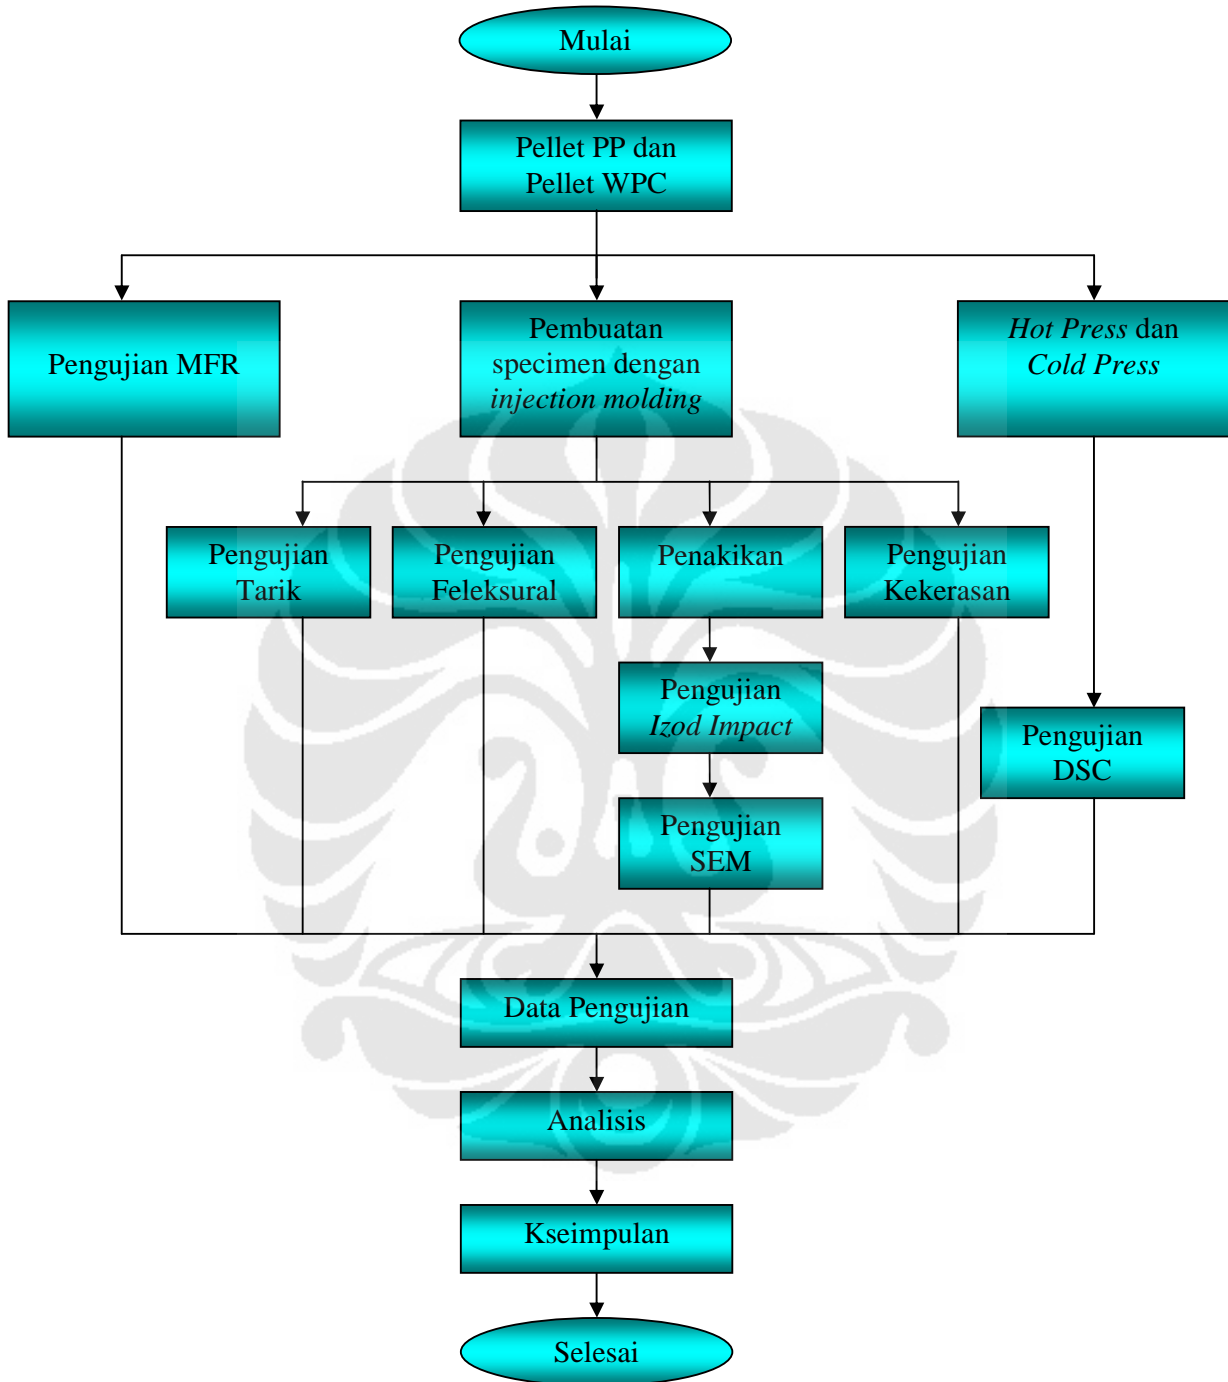 Mulai
Pellet PP dan
Pellet WPC
Pengujian MFR
Pembuatan
specimen dengan
injection molding
Hot Press dan
Cold Press
Pengujian
Tarik
Pengujian
Feleksural
Penakikan
Pengujian
Kekerasan
Pengujian
Izod Impact
Pengujian
DSC
Pengujian
SEM
Data Pengujian
Analisis
Kseimpulan
Selesai